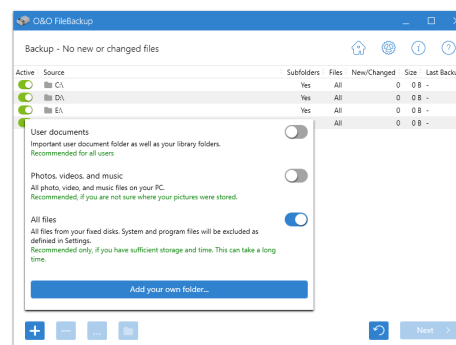 O&O FileBackup
Backup - No new or changed files
Active Source Subfolders Files New/Changed Size Last Backu
C:\ Yes All 0 0 B -
D:\ Yes All 0 0 B -
E:\ Yes All 0 0 B -
Yes All 0 0 B -
User documents
Important user document folder as well as your library folders.
Recommended for all users
Photos, videos, and music
All photo, video, and music files on your PC.
Recommended, if you are not sure where your pictures were stored.
All files
All files from your fixed disks. System and program files will be excluded as
definied in Settings.
Recommended only, if you have sufficient storage and time. This can take a long
time.
Add your own folder...
...
Next